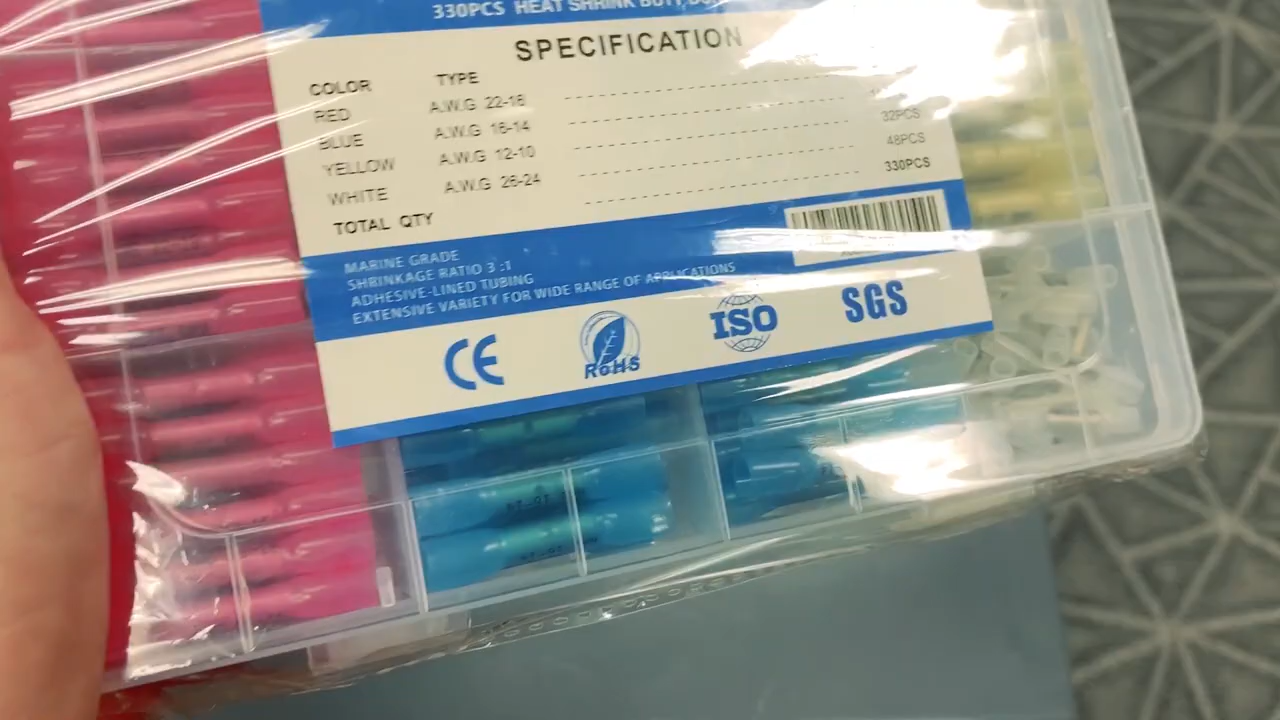 330PCS HEAT SHRINK BUTT
SPECIFICATION
COLOR TYPE
RED A.W.G 22-16
BLUE A.W.G 16-14 32PCS
YELLOW A.W.G 12-10 48PCS
WHITE A.W.G 26-24 330PCS
TOTAL QTY
MARINE GRADE
SHRINKAGE RATIO 3 :1
ADHESIVE-LINED TUBING
EXTENSIVE VARIETY FOR WIDE RANGE OF APPLICATIONS
CE RoHS ISO SGS